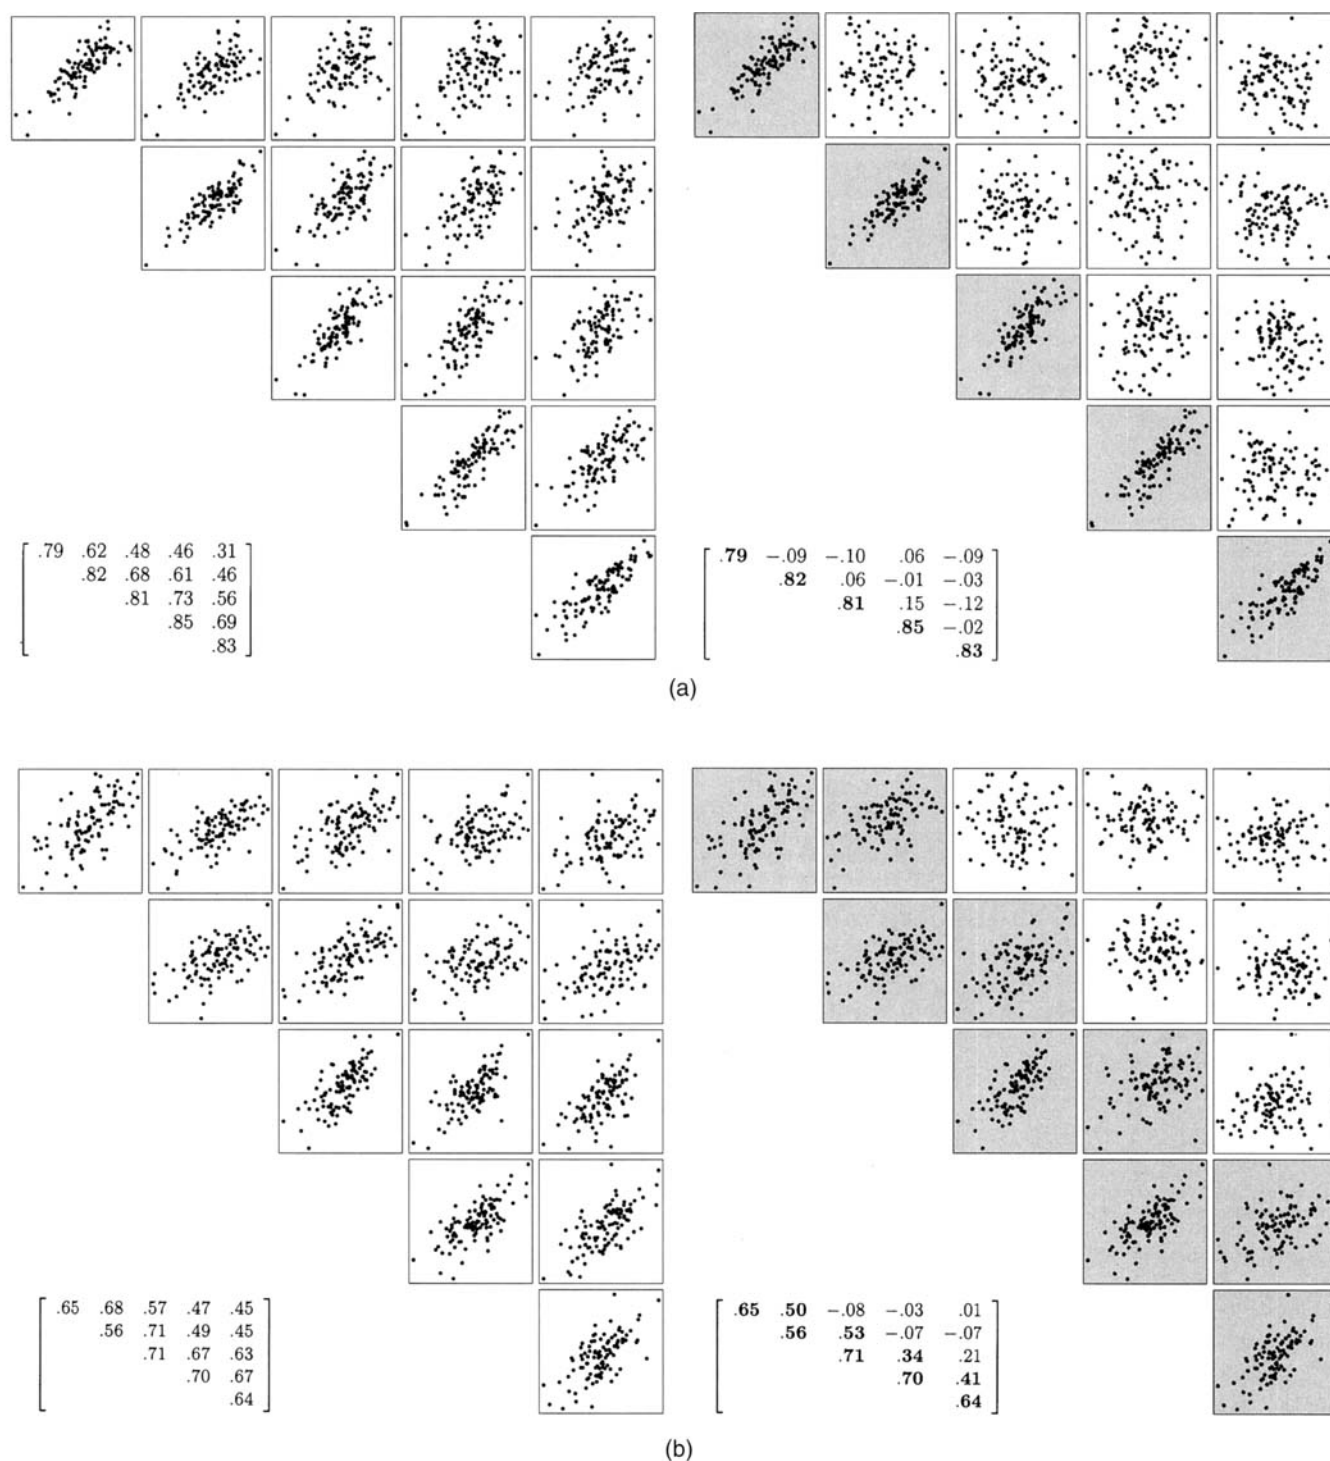 .79 .62 .48 .46 .31
.82 .68 .61 .46
.81 .73 .56
.85 .69
.83
.79 −.09 −.10 .06 −.09
.82 .06 −.01 −.03
.81 .15 −.12
.85 −.02
.83
(a)
.65 .68 .57 .47 .45
.56 .71 .49 .45
.71 .67 .63
.70 .67
.64
.65 .50 −.08 −.03 .01
.56 .53 −.07 −.07
.71 .34 .21
.70 .41
.64
(b)